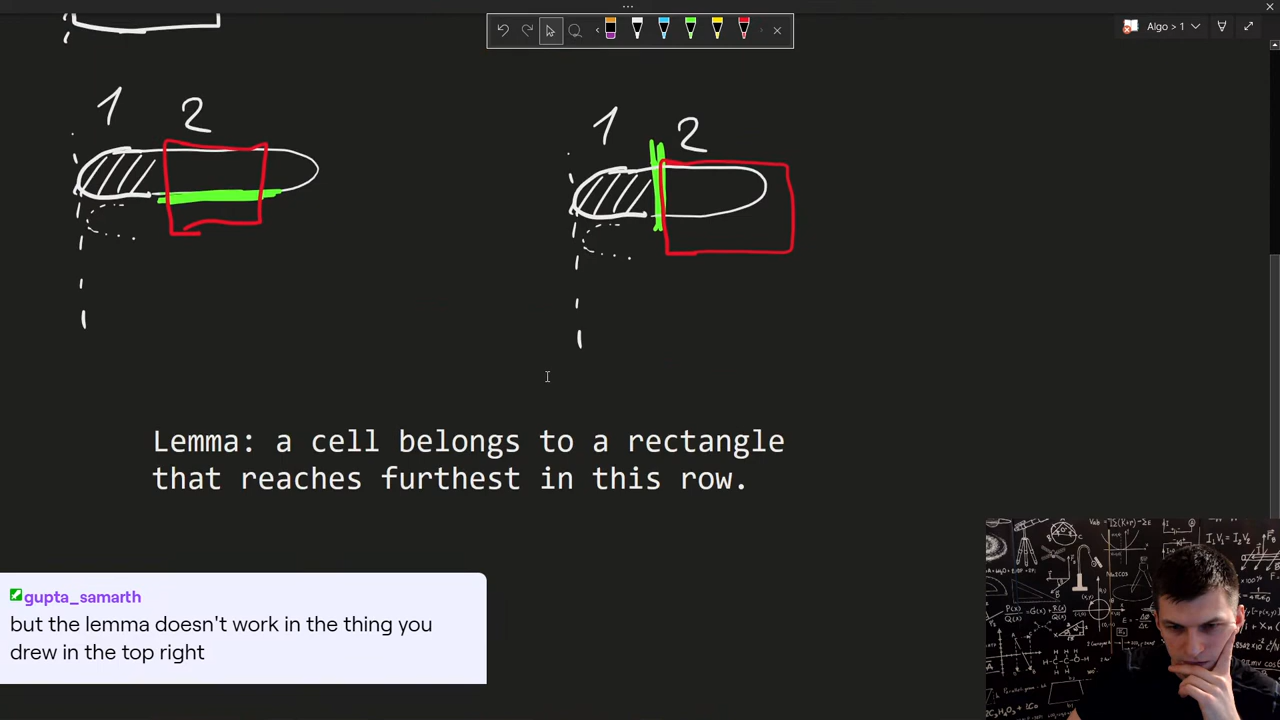 Algo > 1
1 2
1 2
Lemma: a cell belongs to a rectangle
that reaches furthest in this row.
gupta_samarth
but the lemma doesn't work in the thing you
drew in the top right